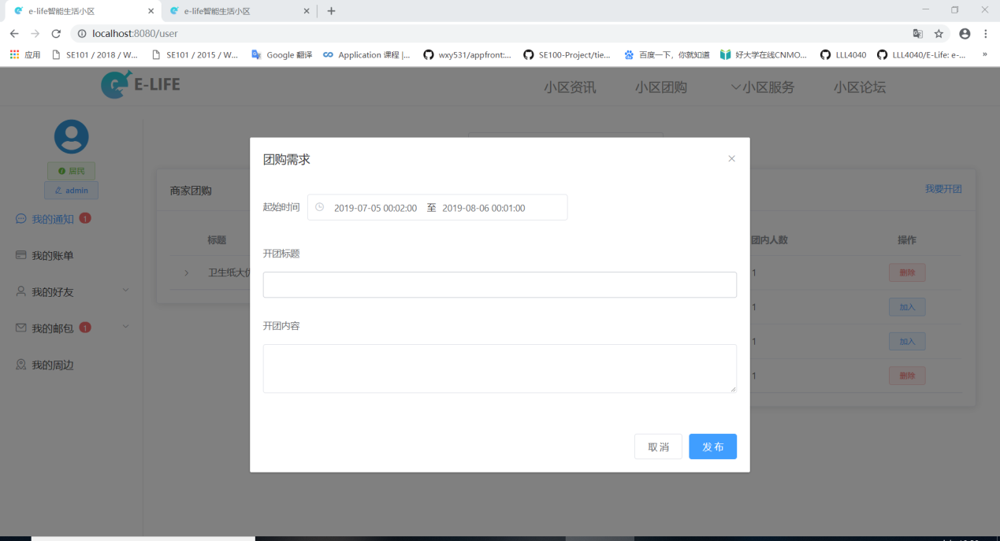 e-life智能生活小区
e-life智能生活小区
localhost:8080/user
应用
SE101 / 2018 / W...
SE101 / 2015 / W...
Google 翻译
Application 课程 |...
wxy531/appfront:...
SE100-Project/tie...
百度一下，你就知道
好大学在线CNMO...
LLL4040
LLL4040/E-Life: e-...
»
E-LIFE
小区资讯
小区团购
小区服务
小区论坛
居民
admin
我的通知 1
我的账单
我的好友
我的邮包 1
我的周边
商家团购
标题
卫生纸大
团购需求
起始时间
2019-07-05 00:02:00 至 2019-08-06 00:01:00
开团标题
开团内容
取消
发布
我要开团
团内人数 操作
1 删除
1 加入
1 加入
1 删除